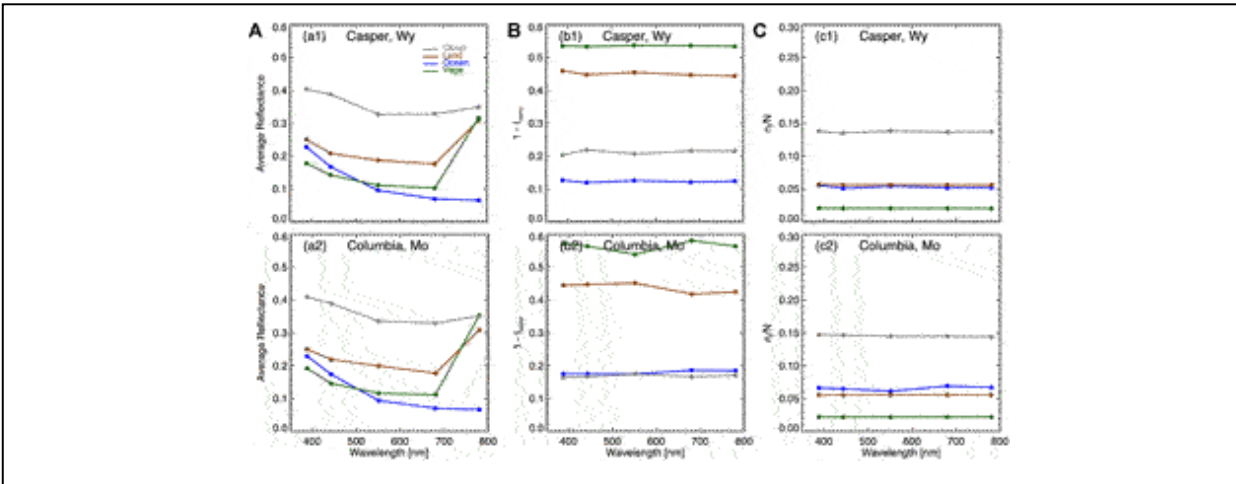 A (a1) Casper, Wy
Cloud
Land
Ocean
Vege
Average Reflectance
0.6
0.5
0.4
0.3
0.2
0.1
0.0
B (b1) Casper, Wy
0.6
0.5
0.4
0.3
0.2
0.1
0.0
C (c1) Casper, Wy
σ/N
0.30
0.25
0.20
0.15
0.10
0.05
0.00
(a2) Columbia, Mo
Average Reflectance
0.6
0.5
0.4
0.3
0.2
0.1
0.0
400 500 600 700 800
Wavelength [nm]
(b2) Columbia, Mo
0.6
0.5
0.4
0.3
0.2
0.1
0.0
400 500 600 700 800
Wavelength [nm]
(c2) Columbia, Mo
σ/N
0.30
0.25
0.20
0.15
0.10
0.05
0.00
400 500 600 700 800
Wavelength [nm]